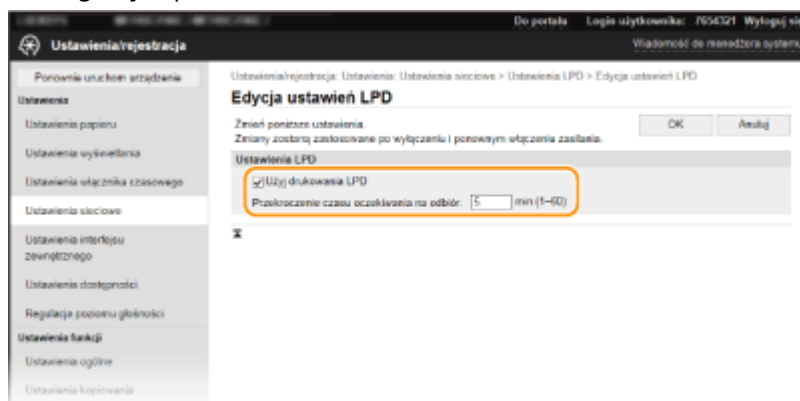 Do portalu Login użytkownika: 7654321 Wyloguj się
Ustawienia/rejestracja
Wiadomość do menedżera systemu
Ponownie uruchom urządzenie
Ustawienia/rejestracja: Ustawienia: Ustawienia sieciowe > Ustawienia LPD > Edycja ustawień LPD
Ustawienia
Edycja ustawień LPD
Ustawienia papieru
Zmień poniższe ustawienia.
OK
Anuluj
Zmiany zostaną zastosowane po wyłączeniu i ponownym włączeniu zasilania.
Ustawienia wyświetlania
Ustawienia LPD
Ustawienia włącznika czasowego
Użyj drukowania LPD
Przekroczenie czasu oczekiwania na odbiór: 5 min (1–60)
Ustawienia sieciowe
Ustawienia interfejsu
zewnętrznego
Ustawienia dostępności
Regulacja poziomu głośności
Ustawienia funkcji
Ustawienia ogólne
Ustawienia kopiowania